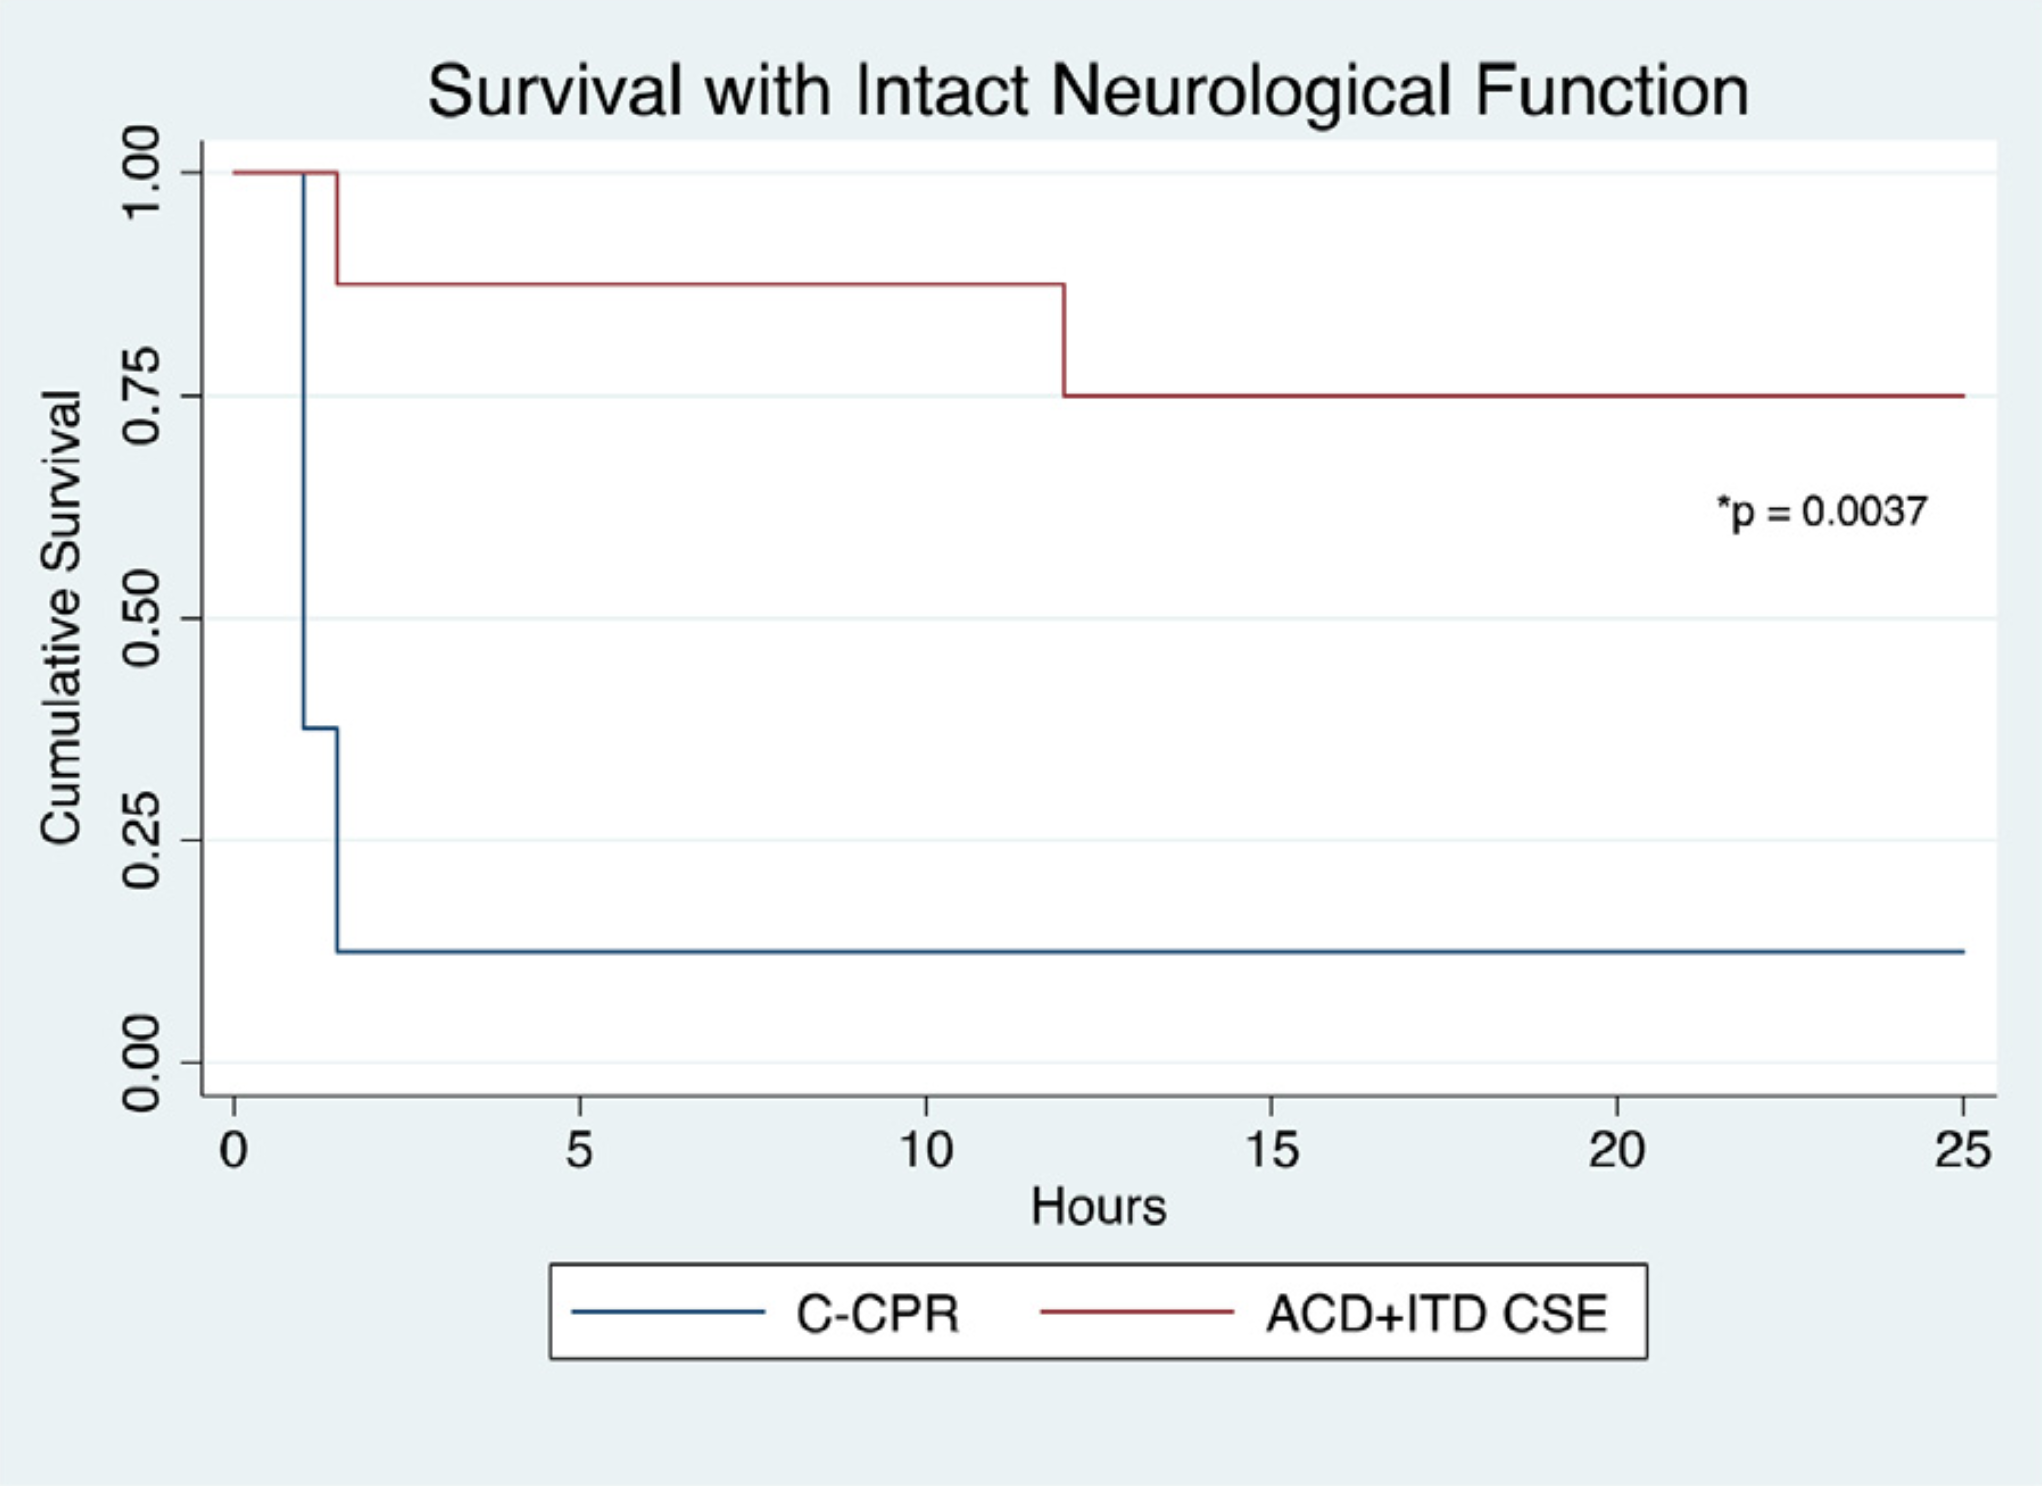 Survival with Intact Neurological Function
Cumulative Survival
1.00
0.75
0.50
0.25
0.00
*p = 0.0037
0 5 10 15 20 25
Hours
C-CPR ACD+ITD CSE